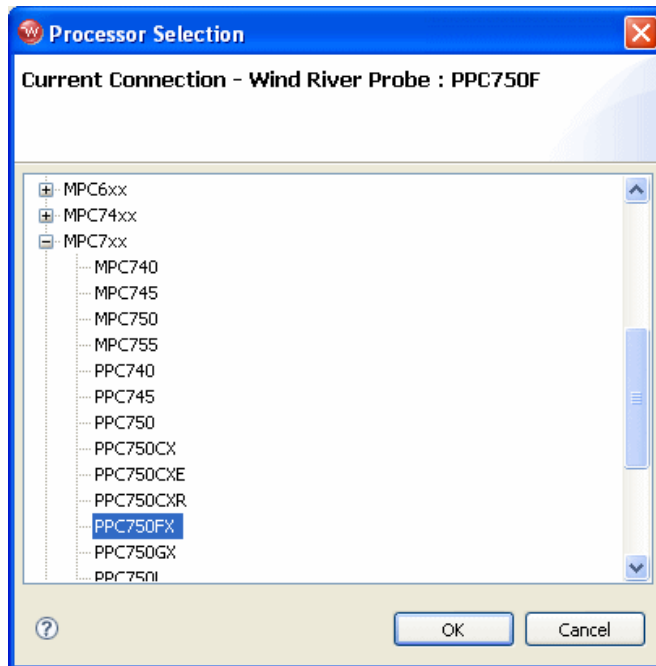 Processor Selection
Current Connection - Wind River Probe : PPC750F
MPC6xx
MPC74xx
MPC7xx
MPC740
MPC745
MPC750
MPC755
PPC740
PPC745
PPC750
PPC750CX
PPC750CXE
PPC750CXR
PPC750FX
PPC750GX
PPC750L
OK Cancel